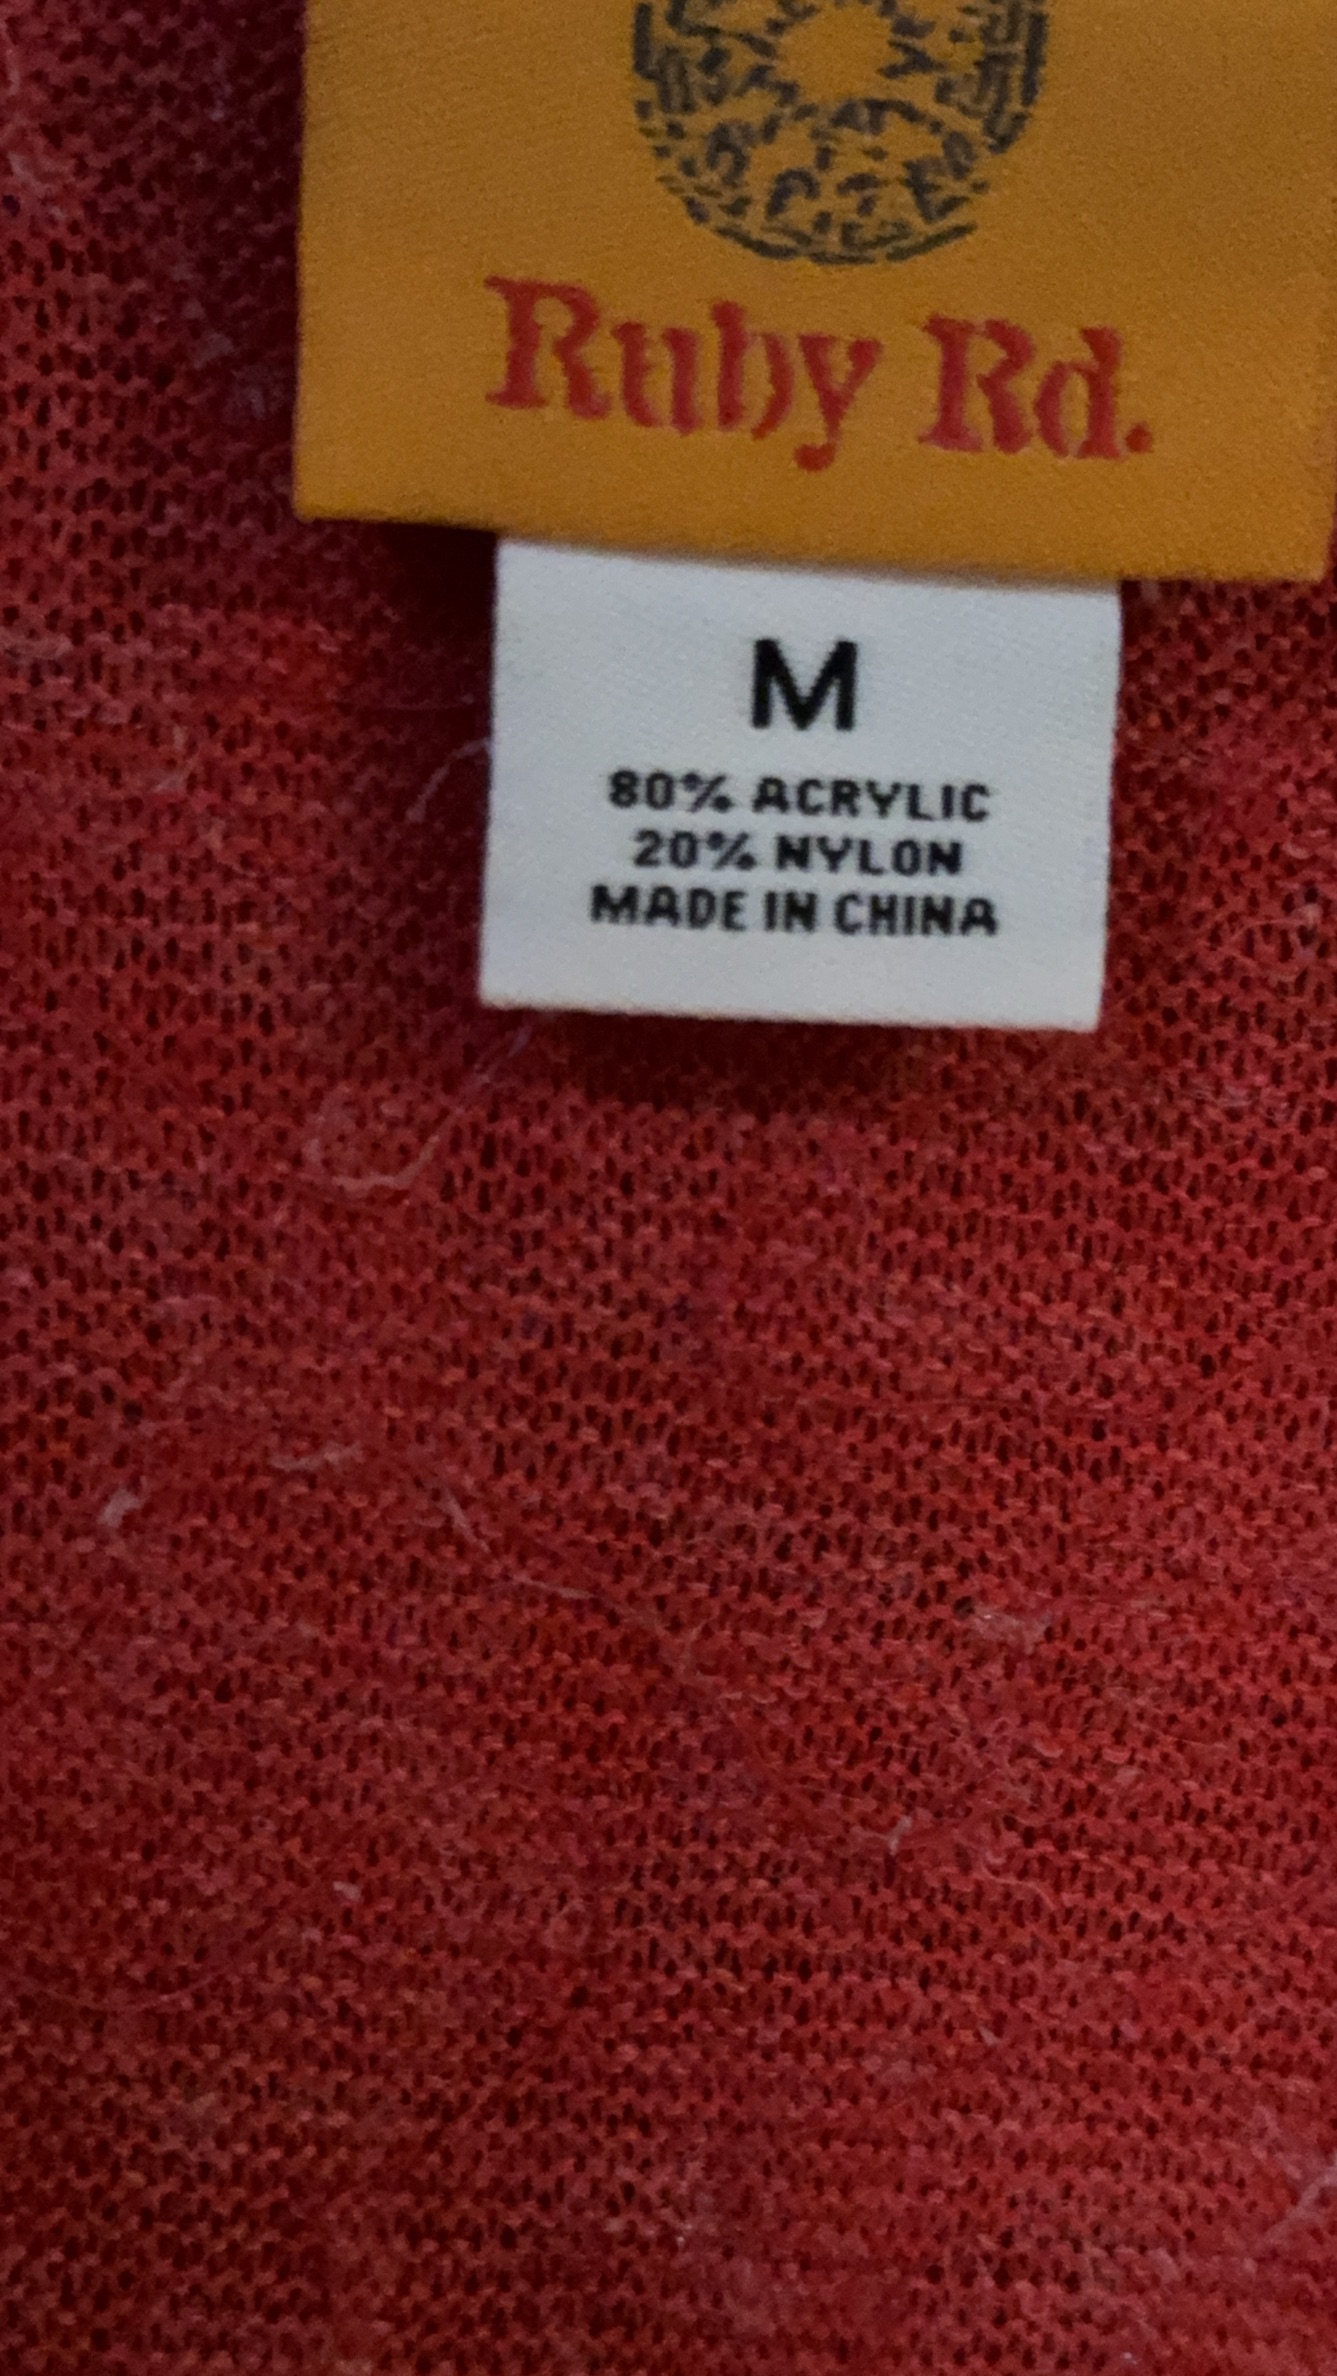 Ruby Rd.
M
80% ACRYLIC
20% NYLON
MADE IN CHINA